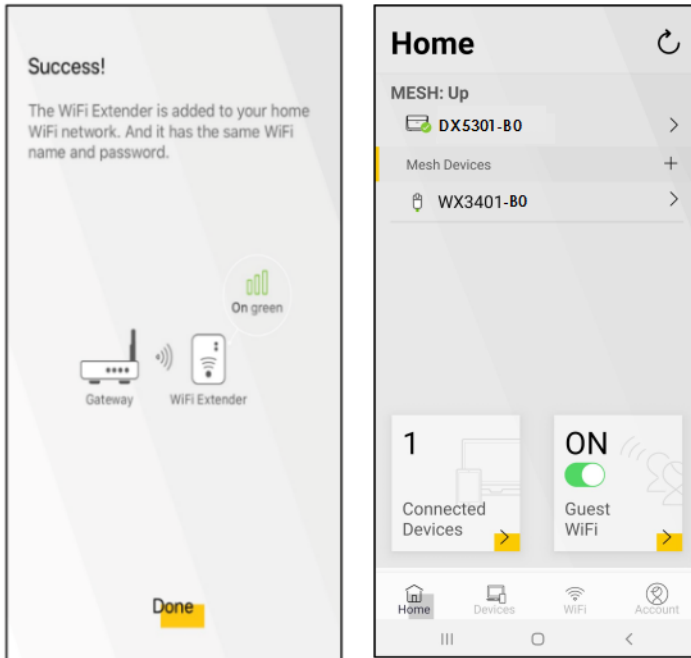 Success!
The WiFi Extender is added to your home
WiFi network. And it has the same WiFi
name and password.
On green
Gateway
WiFi Extender
Done
Home
MESH: Up
DX5301-B0
Mesh Devices
WX3401-B0
1
Connected
Devices
ON
Guest
WiFi
Home
Devices
WiFi
Account